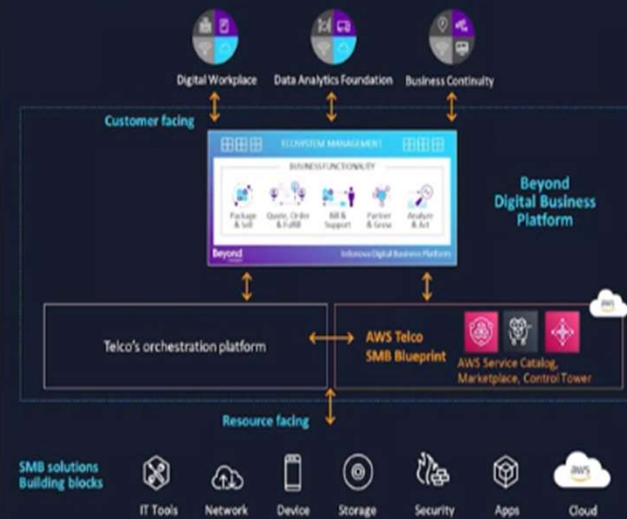 Digital Workplace
Data Analytics Foundation
Business Continuity
Customer facing
ECOSYSTEM MANAGEMENT
BUSINESS FUNCTIONALITY
Package
& Sell
Quote, Order
& Fulfill
Bill &
Support
Partner
& Grow
Analyze
& Act
Beyond
Infonova Digital Business Platform
Beyond
Digital Business
Platform
aws
Telco's orchestration platform
AWS Telco
SMB Blueprint
AWS Service Catalog,
Marketplace, Control Tower
Resource facing
SMB solutions
Building blocks
aws
IT Tools
Network
Device
Storage
Security
Apps
Cloud